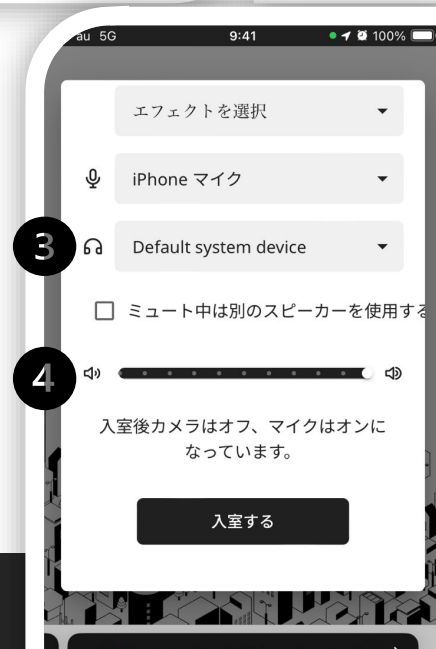 au 5G 9:41 100%
エフェクトを選択
iPhone マイク
3 Default system device
ミュート中は別のスピーカーを使用する
4
入室後カメラはオフ、マイクはオンに
なっています。
入室する